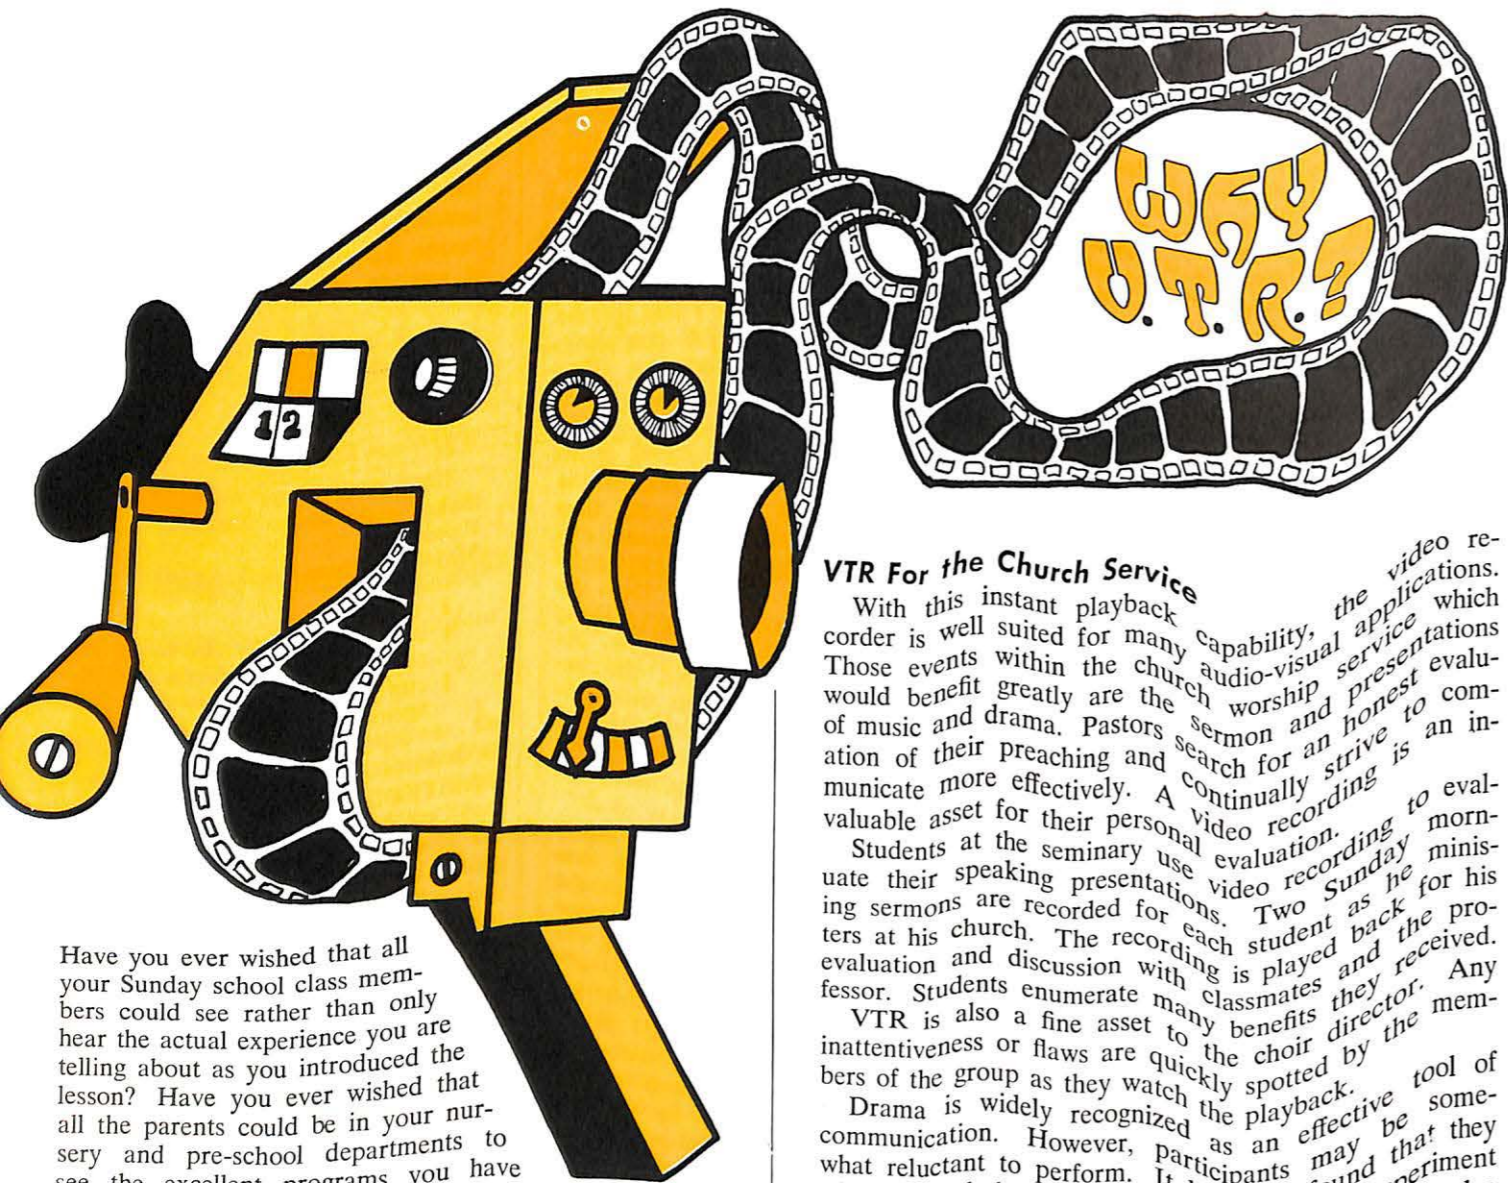 WHY
V.T.R.?
12
Have you ever wished that all
your Sunday school class mem-
bers could see rather than only
hear the actual experience you are
telling about as you introduced the
lesson? Have you ever wished that
all the parents could be in your nur-
sery and pre-school departments to
see the excellent programs you have
VTR For the Church Service
With this instant playback capability, the video re-
corder is well suited for many audio-visual applications.
Those events within the church worship service which
would benefit greatly are the sermon and presentations
of music and drama. Pastors search for an honest evalu-
ation of their preaching and continually strive to com-
municate more effectively. A video recording is an in-
valuable asset for their personal evaluation.
Students at the seminary use video recording to eval-
uate their speaking presentations. Two Sunday morn-
ing sermons are recorded for each student as he minis-
ters at his church. The recording is played back for his
evaluation and discussion with classmates and the pro-
fessor. Students enumerate many benefits they received.
VTR is also a fine asset to the choir director. Any
inattentiveness or flaws are quickly spotted by the mem-
bers of the group as they watch the playback.
Drama is widely recognized as an effective tool of
communication. However, participants may be some-
what reluctant to perform. It found that they
experiment